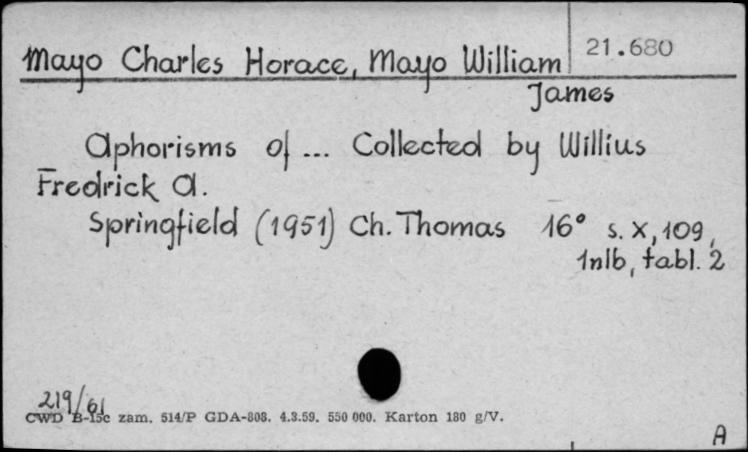 Mayo Charles Horace, Mayo William 21.680
James
Aphorisms of ... Collected by Willius
Fredrick A.
Springfield (1951) Ch. Thomas 16° s. X, 109,
1nlb, tabl. 2
219/61
CWD B-15c zam. 514/P GDA-808. 4.3.59. 550 000. Karton 180 g/V.
A